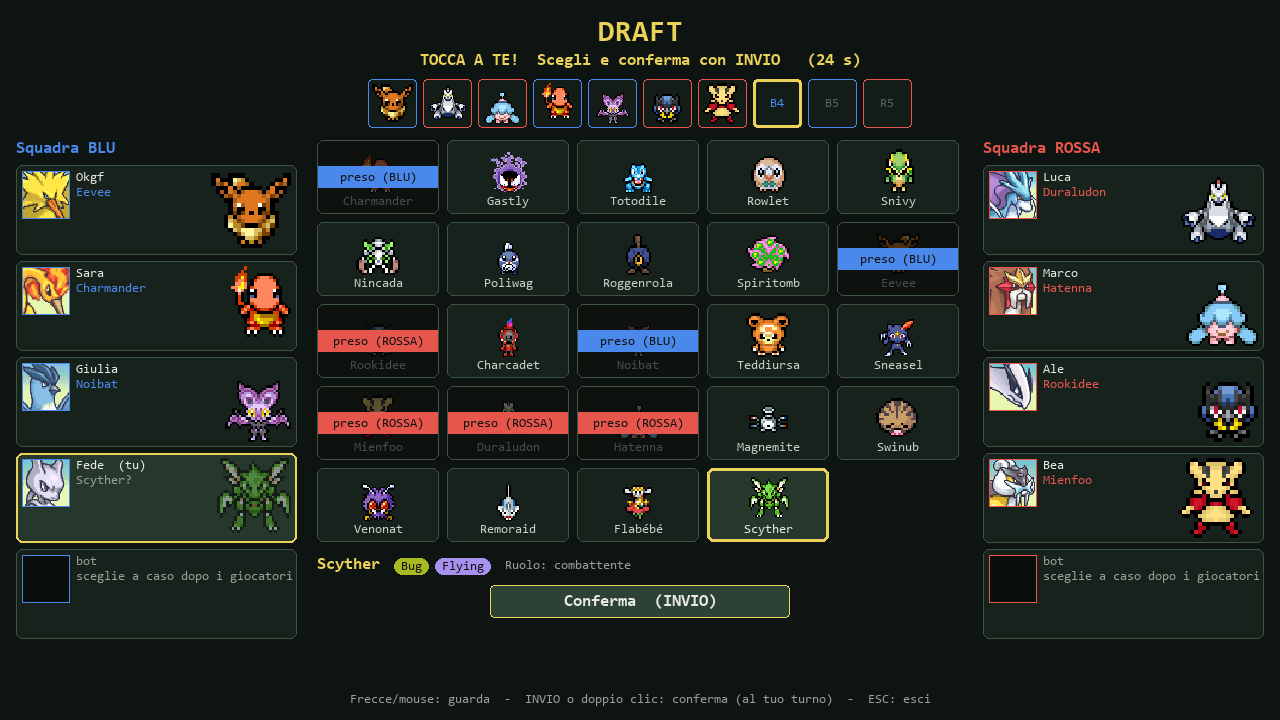 DRAFT
TOCCA A TE!  Scegli e conferma con INVIO   (24 s)
B4
B5
R5
Squadra BLU
Squadra ROSSA
Okgf
Eevee
Sara
Charmander
Giulia
Noibat
Fede  (tu)
Scyther?
bot
sceglie a caso dopo i giocatori
preso (BLU)
Charmander
Gastly
Totodile
Rowlet
Snivy
Nincada
Poliwag
Roggenrola
Spiritomb
preso (BLU)
Eevee
preso (ROSSA)
Rookidee
Charcadet
preso (BLU)
Noibat
Teddiursa
Sneasel
preso (ROSSA)
Mienfoo
preso (ROSSA)
Duraludon
preso (ROSSA)
Hatenna
Magnemite
Swinub
Venonat
Remoraid
Flabébé
Scyther
Scyther Bug Flying Ruolo: combattente
Conferma  (INVIO)
Luca
Duraludon
Marco
Hatenna
Ale
Rookidee
Bea
Mienfoo
bot
sceglie a caso dopo i giocatori
Frecce/mouse: guarda  -  INVIO o doppio clic: conferma (al tuo turno)  -  ESC: esci